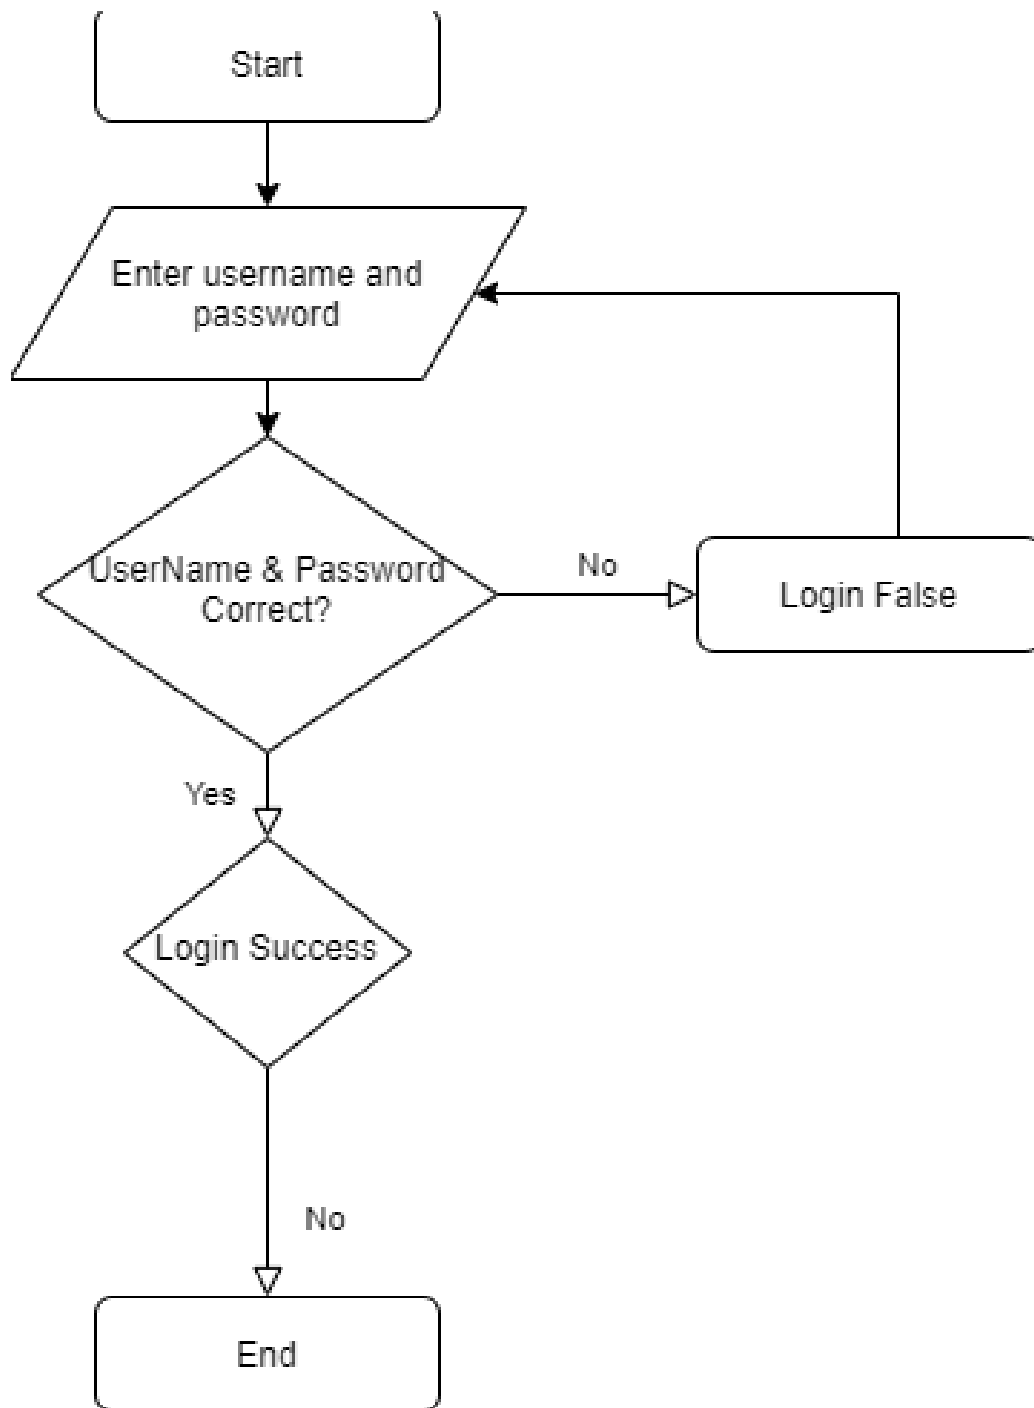 Start
Enter username and
password
UserName & Password
Correct?
No
Login False
Yes
Login Success
No
End